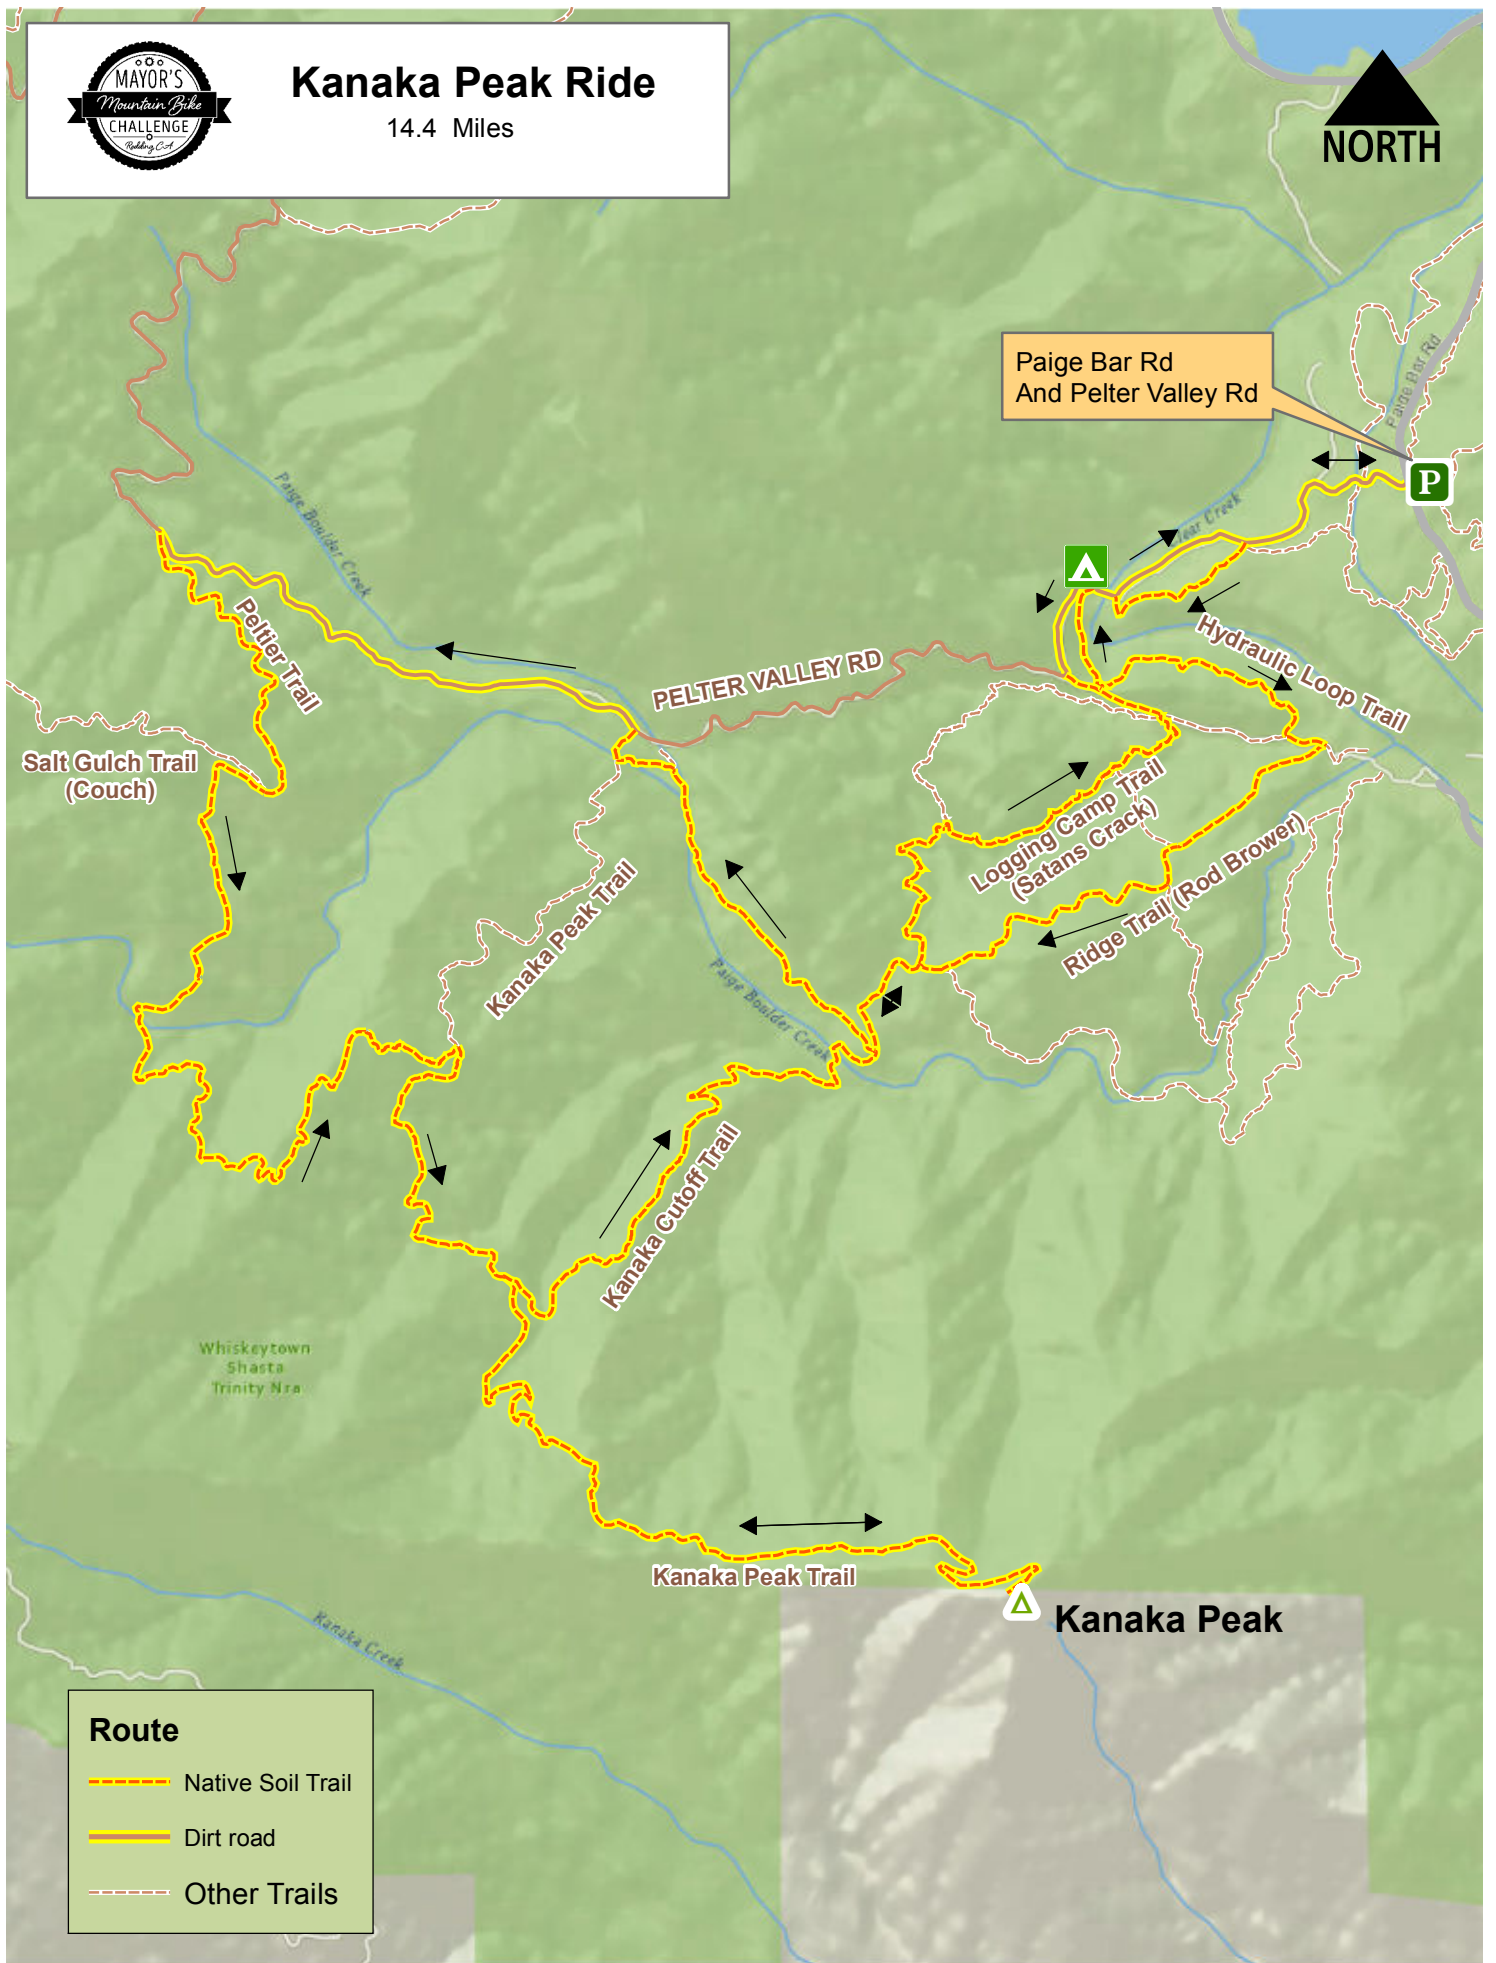 MAYOR'S
Mountain Bike
CHALLENGE
Redding CA
Kanaka Peak Ride
14.4 Miles
NORTH
Paige Bar Rd
And Pelter Valley Rd
Paige Bar Rd
P
Clear Creek
Paige Boulder Creek
Peltier Trail
Hydraulic Loop Trail
PELTER VALLEY RD
Salt Gulch Trail
(Couch)
Logging Camp Trail
(Satans Crack)
Ridge Trail (Rod Brower)
Kanaka Peak Trail
Paige Boulder Creek
Kanaka Cutoff Trail
Whiskeytown
Shasta
Trinity Nra
Kanaka Peak Trail
Kanaka Peak
Kanaka Creek
Route
Native Soil Trail
Dirt road
Other Trails